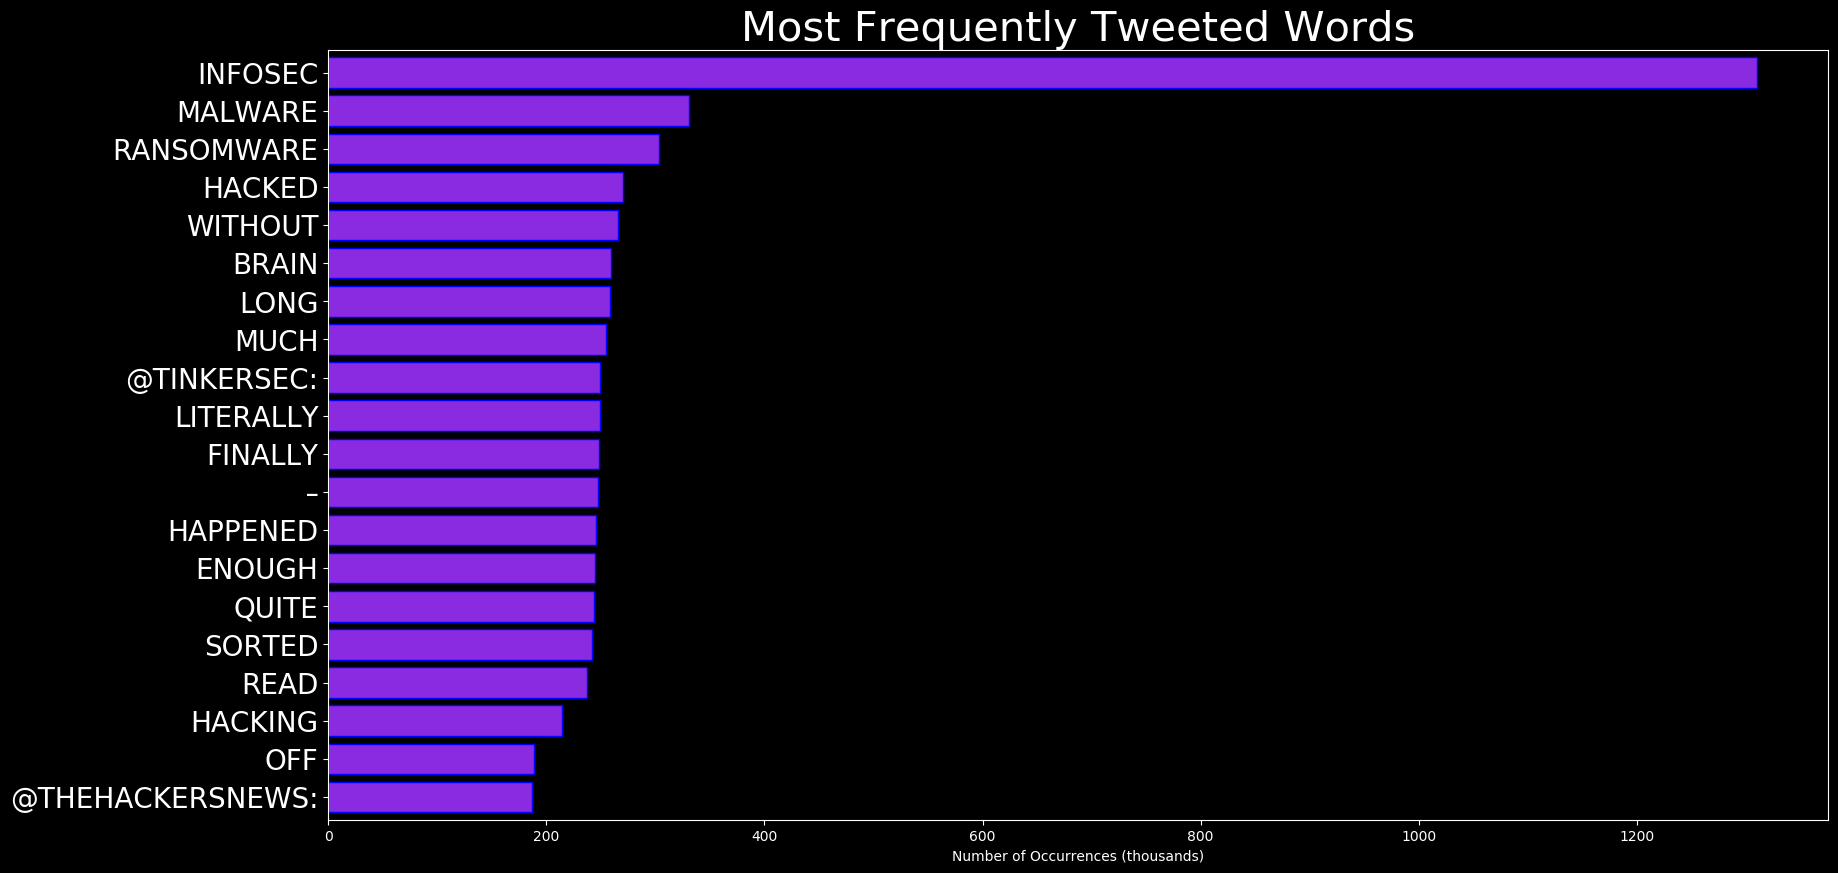 Most Frequently Tweeted Words
INFOSEC
MALWARE
RANSOMWARE
HACKED
WITHOUT
BRAIN
LONG
MUCH
@TINKERSEC:
LITERALLY
FINALLY
–
HAPPENED
ENOUGH
QUITE
SORTED
READ
HACKING
OFF
@THEHACKERSNEWS:
0 200 400 600 800 1000 1200
Number of Occurrences (thousands)